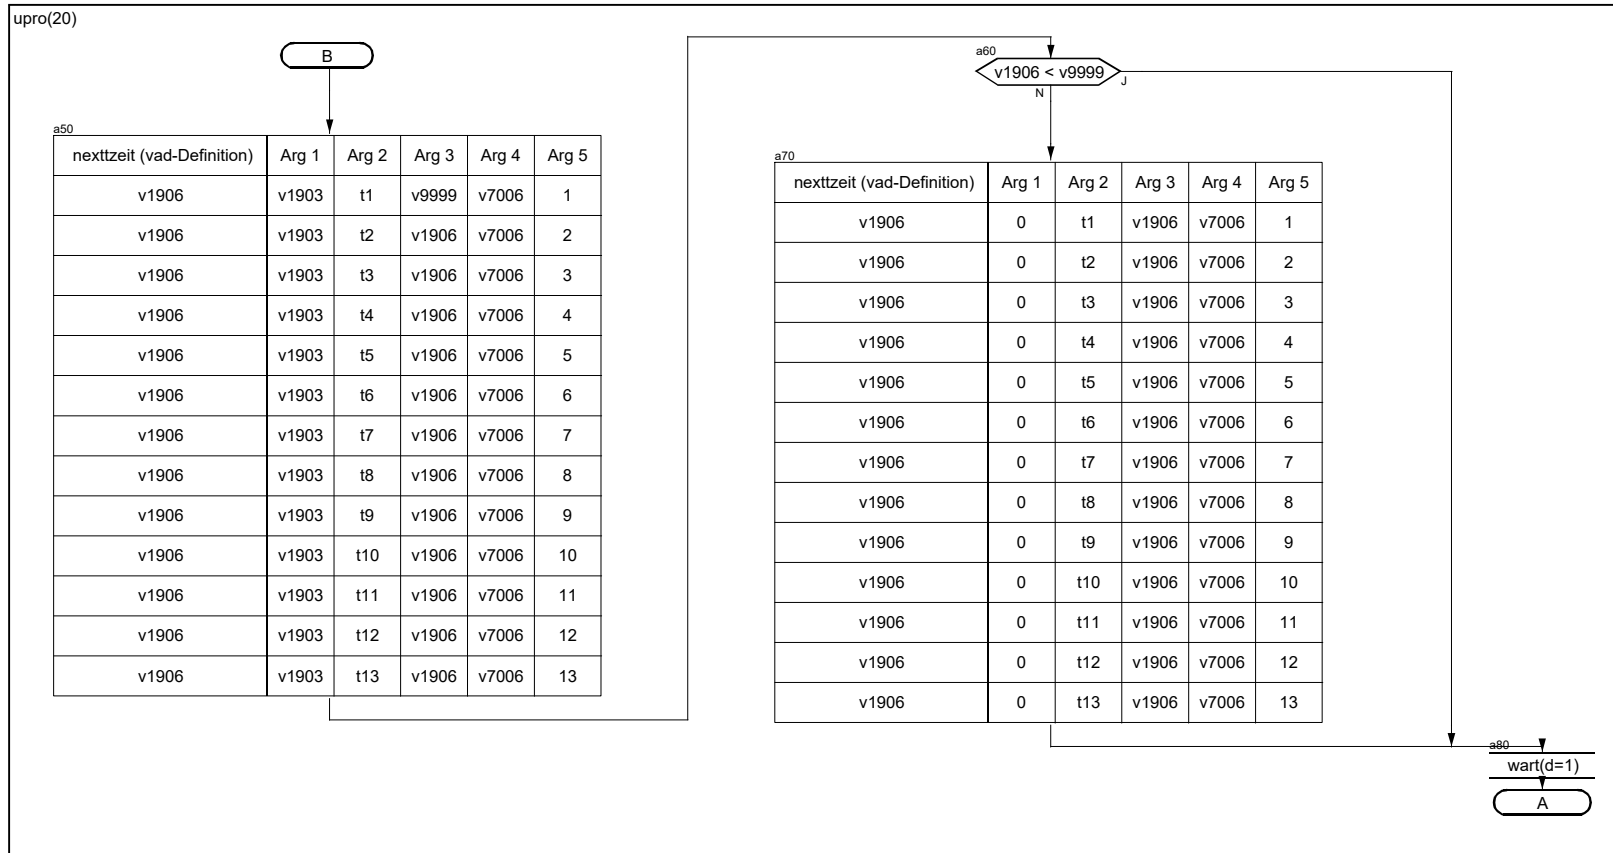 upro(20)
B
a50
nexttzeit (vad-Definition) Arg 1 Arg 2 Arg 3 Arg 4 Arg 5
v1906 v1903 t1 v9999 v7006 1
v1906 v1903 t2 v1906 v7006 2
v1906 v1903 t3 v1906 v7006 3
v1906 v1903 t4 v1906 v7006 4
v1906 v1903 t5 v1906 v7006 5
v1906 v1903 t6 v1906 v7006 6
v1906 v1903 t7 v1906 v7006 7
v1906 v1903 t8 v1906 v7006 8
v1906 v1903 t9 v1906 v7006 9
v1906 v1903 t10 v1906 v7006 10
v1906 v1903 t11 v1906 v7006 11
v1906 v1903 t12 v1906 v7006 12
v1906 v1903 t13 v1906 v7006 13
a60
v1906 < v9999
J
N
a70
nexttzeit (vad-Definition) Arg 1 Arg 2 Arg 3 Arg 4 Arg 5
v1906 0 t1 v1906 v7006 1
v1906 0 t2 v1906 v7006 2
v1906 0 t3 v1906 v7006 3
v1906 0 t4 v1906 v7006 4
v1906 0 t5 v1906 v7006 5
v1906 0 t6 v1906 v7006 6
v1906 0 t7 v1906 v7006 7
v1906 0 t8 v1906 v7006 8
v1906 0 t9 v1906 v7006 9
v1906 0 t10 v1906 v7006 10
v1906 0 t11 v1906 v7006 11
v1906 0 t12 v1906 v7006 12
v1906 0 t13 v1906 v7006 13
a80
wart(d=1)
A